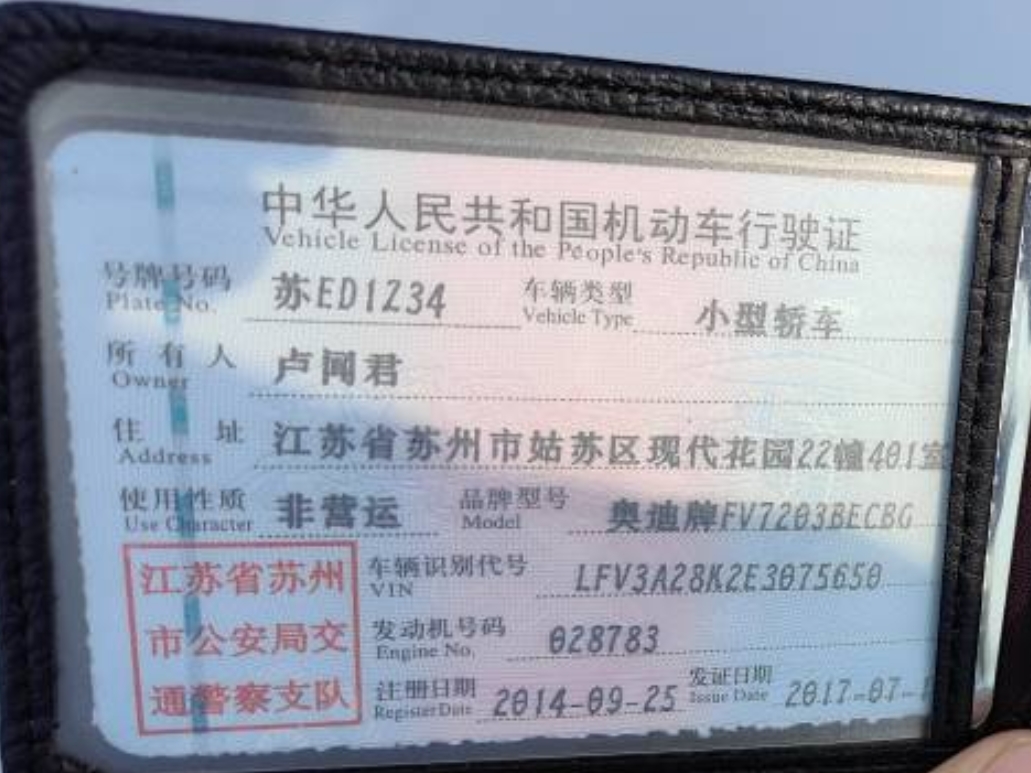 中华人民共和国机动车行驶证
Vehicle License of the People's Republic of China
号牌号码 苏ED1Z34 车辆类型 小型轿车
Plate No. Vehicle Type
所有人 卢闻君
Owner
住址 江苏省苏州市姑苏区现代花园22幢401室
Address
使用性质 非营运 品牌型号 奥迪牌FV7203BECBG
Use Character Model
江苏省苏州 车辆识别代号 LFV3A28K2E3075650
VIN
市公安局交 发动机号码 028783
Engine No.
通警察支队 注册日期 2014-09-25 发证日期 2017-07-
Register Date Issue Date